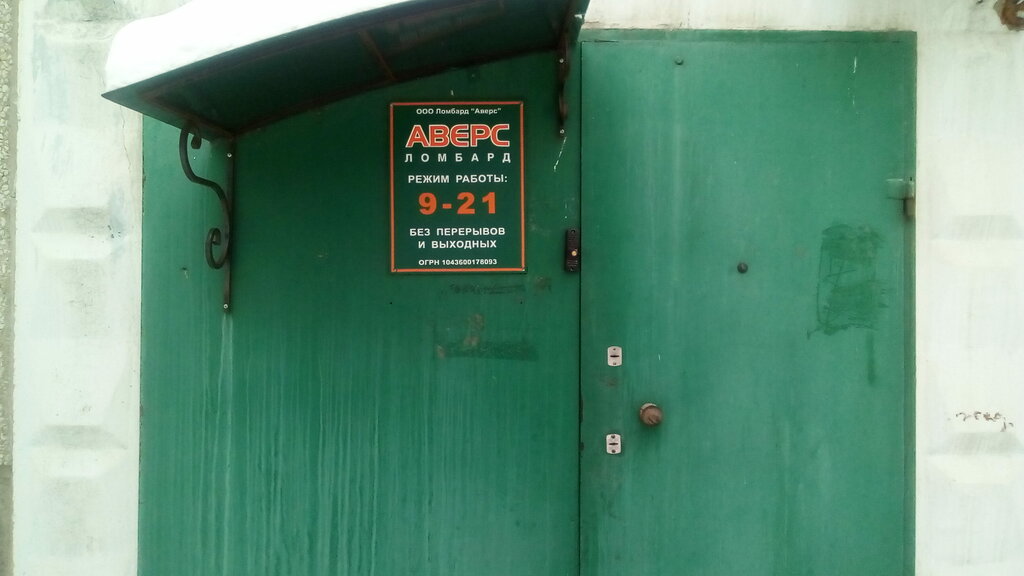 ООО Ломбард "Аверс"
АВЕРС
ЛОМБАРД
РЕЖИМ РАБОТЫ:
9-21
БЕЗ ПЕРЕРЫВОВ
И ВЫХОДНЫХ
ОГРН 1043600178093